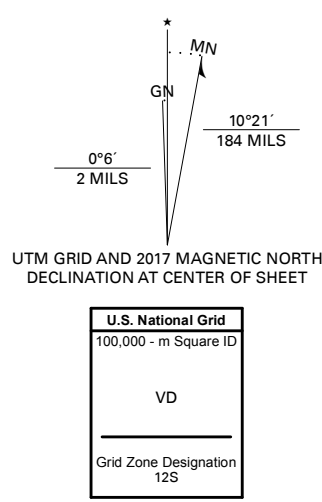 ★
MN
GN
10°21´
184 MILS
0°6´
2 MILS
UTM GRID AND 2017 MAGNETIC NORTH
DECLINATION AT CENTER OF SHEET
U.S. National Grid
100,000 - m Square ID
VD
Grid Zone Designation
12S